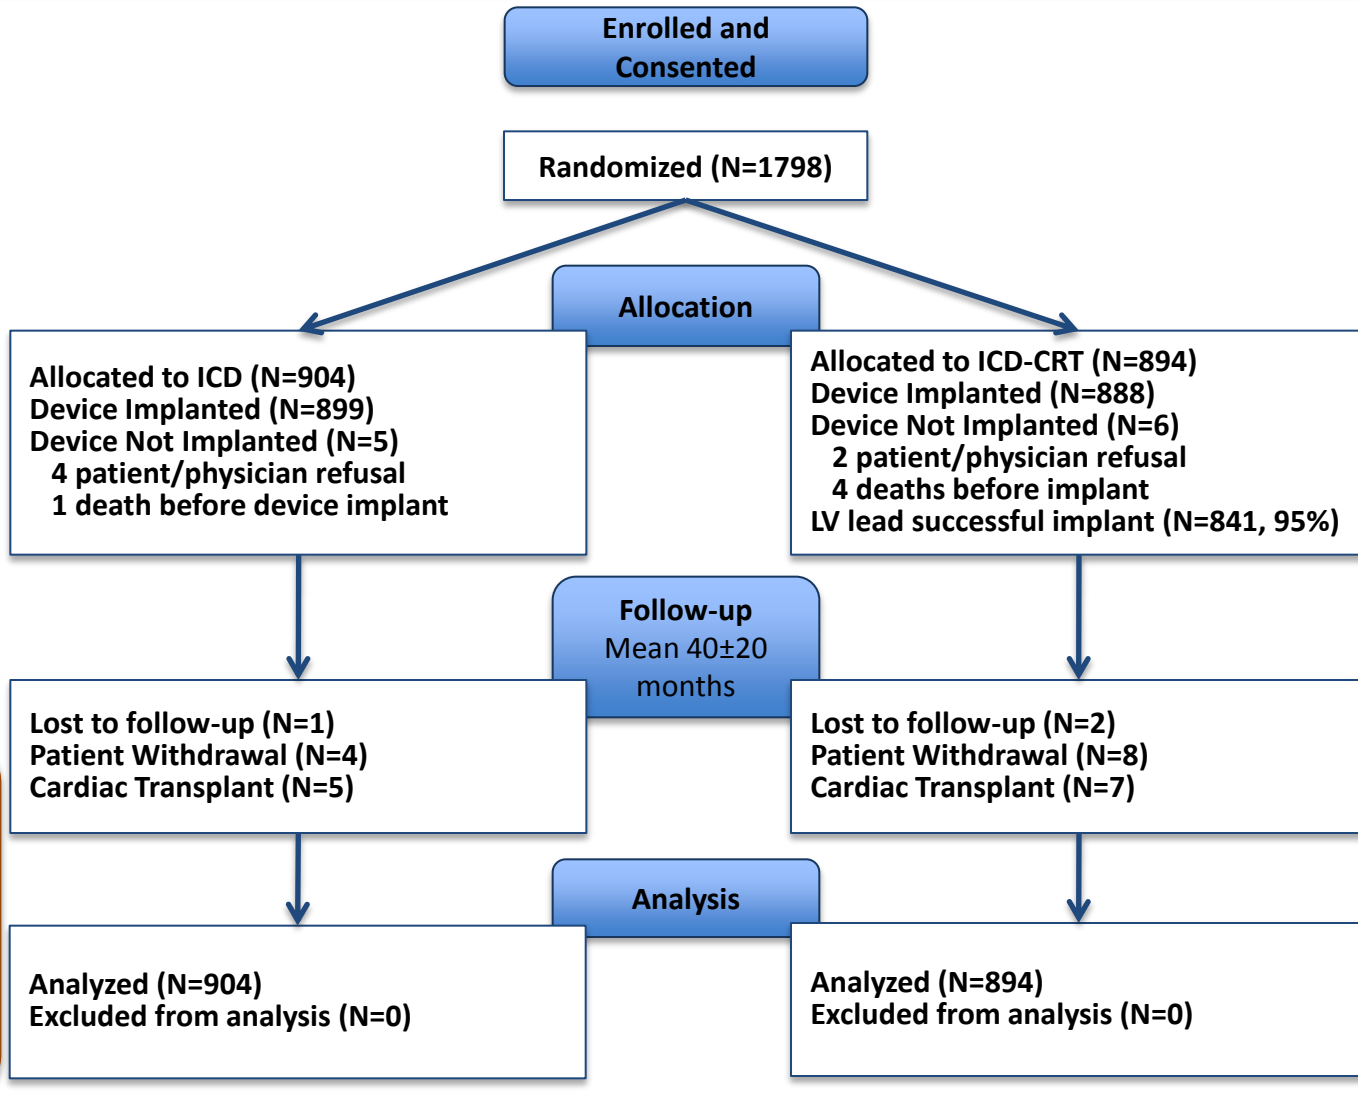 Enrolled and
Consented
Randomized (N=1798)
Allocation
Allocated to ICD (N=904)
Device Implanted (N=899)
Device Not Implanted (N=5)
4 patient/physician refusal
1 death before device implant
Allocated to ICD-CRT (N=894)
Device Implanted (N=888)
Device Not Implanted (N=6)
2 patient/physician refusal
4 deaths before implant
LV lead successful implant (N=841, 95%)
Follow-up
Mean 40±20
months
Lost to follow-up (N=1)
Patient Withdrawal (N=4)
Cardiac Transplant (N=5)
Lost to follow-up (N=2)
Patient Withdrawal (N=8)
Cardiac Transplant (N=7)
Analysis
Analyzed (N=904)
Excluded from analysis (N=0)
Analyzed (N=894)
Excluded from analysis (N=0)